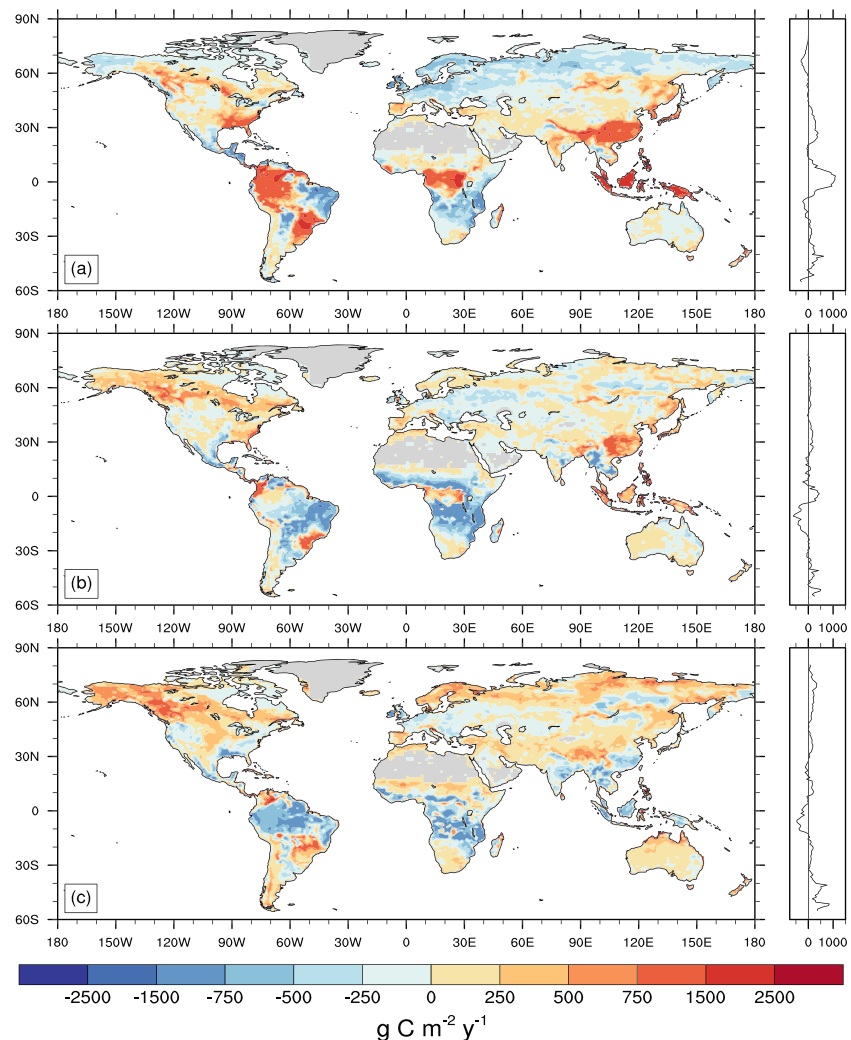 90N
60N
30N
0
30S
60S
(a)
180 150W 120W 90W 60W 30W 0 30E 60E 90E 120E 150E 180
0 1000
90N
60N
30N
0
30S
60S
(b)
180 150W 120W 90W 60W 30W 0 30E 60E 90E 120E 150E 180
0 1000
90N
60N
30N
0
30S
60S
(c)
180 150W 120W 90W 60W 30W 0 30E 60E 90E 120E 150E 180
0 1000
-2500 -1500 -750 -500 -250 0 250 500 750 1500 2500
g C m⁻² y⁻¹